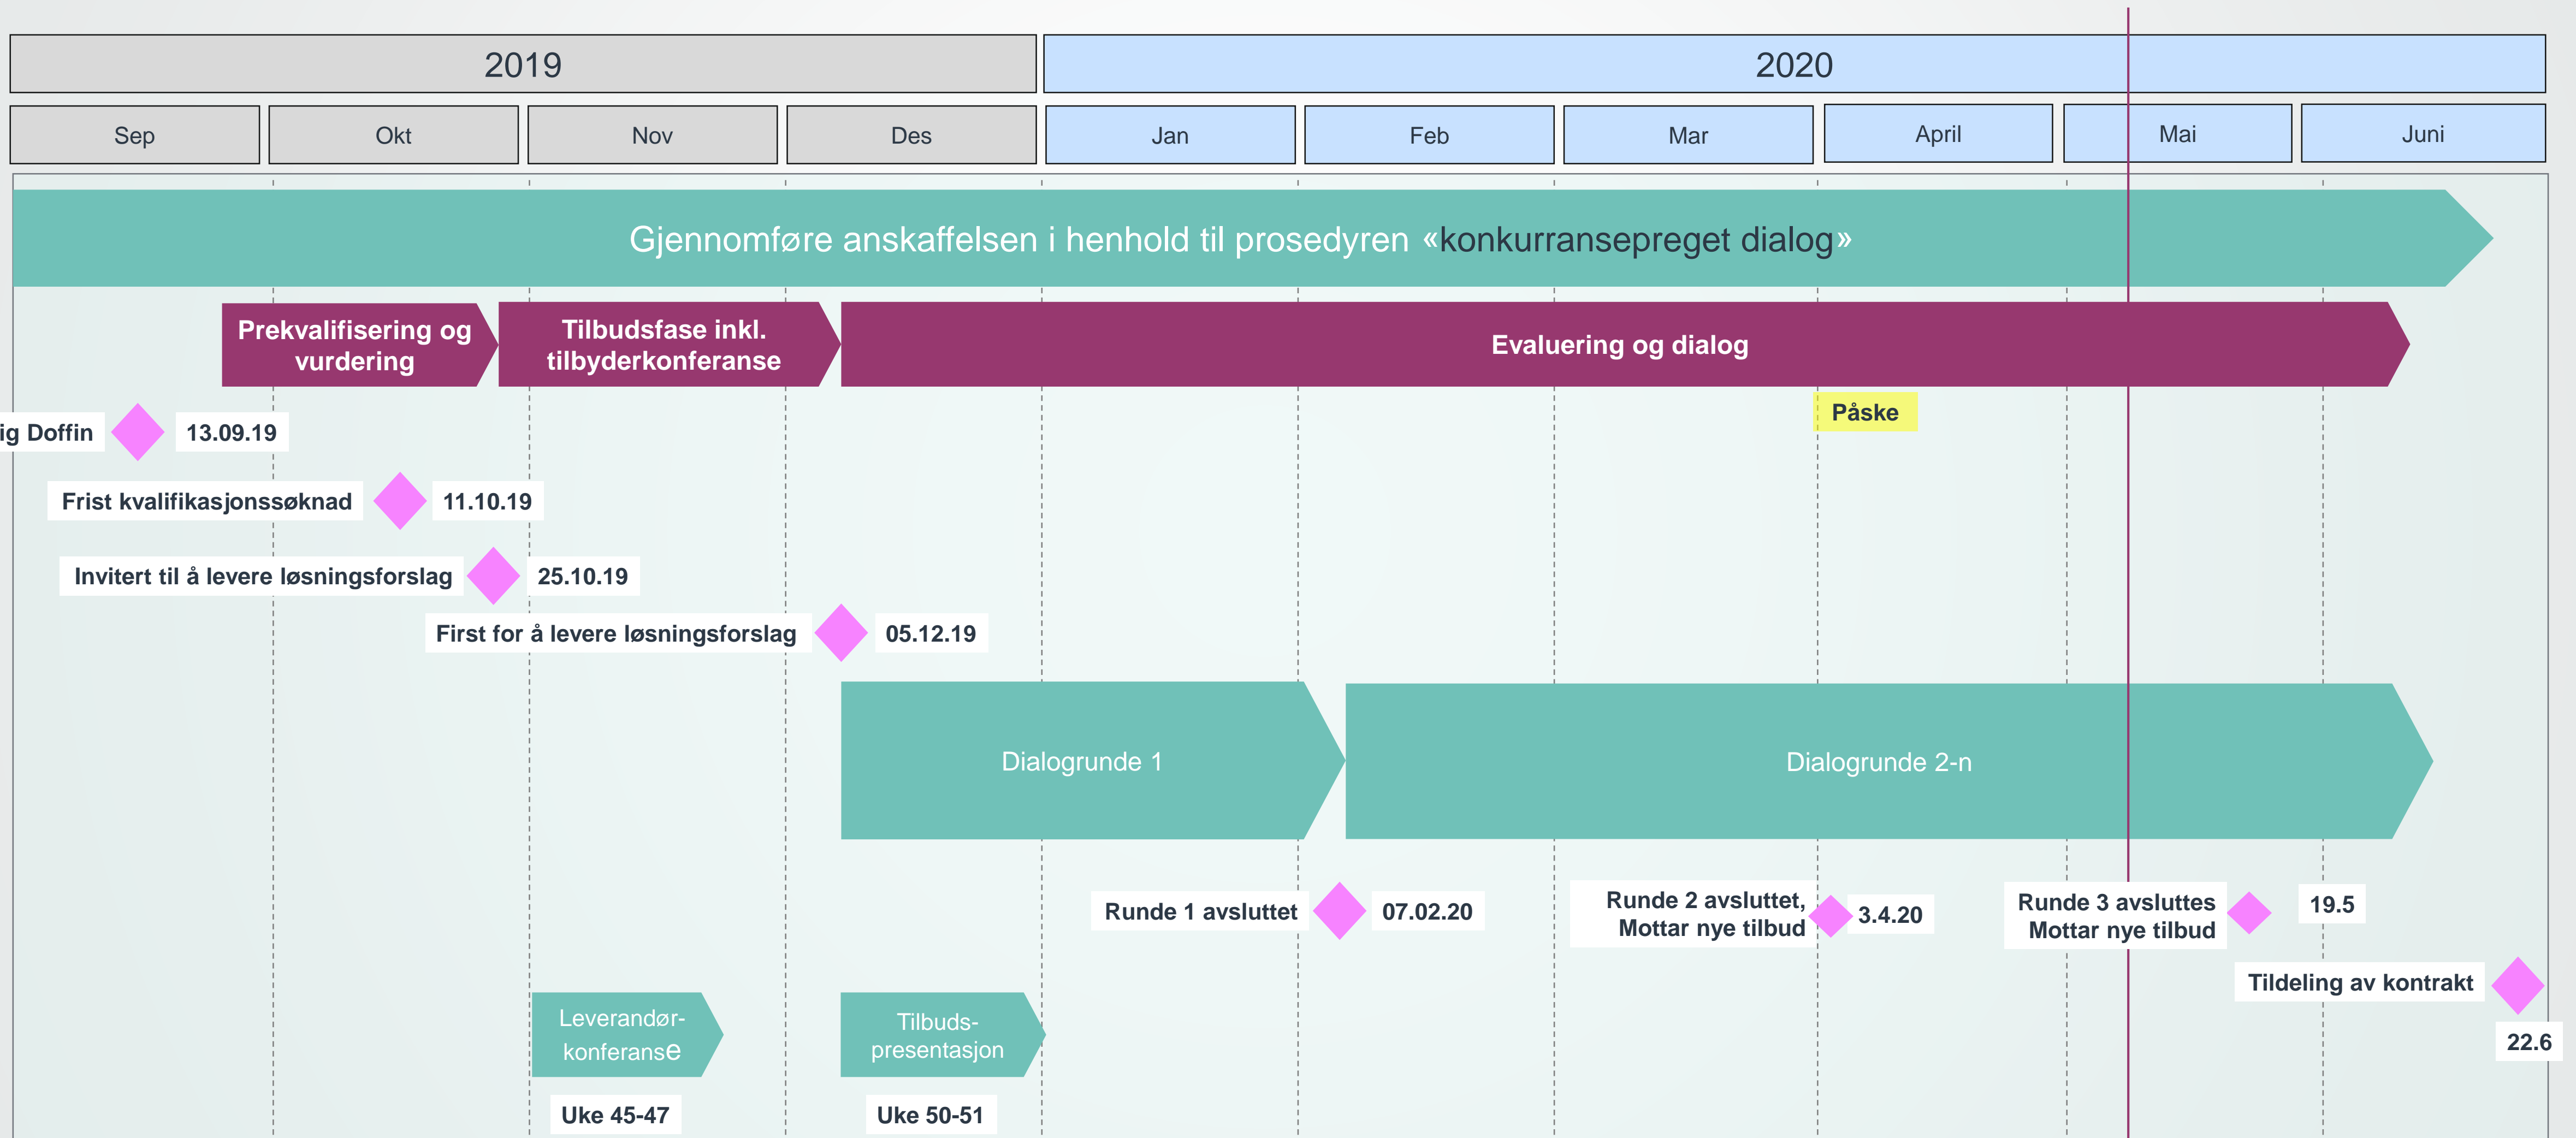 2019
2020
Sep
Okt
Nov
Des
Jan
Feb
Mar
April
Mai
Juni
Gjennomføre anskaffelsen i henhold til prosedyren «konkurransepreget dialog»
Prekvalifisering og
vurdering
Tilbudsfase inkl.
tilbyderkonferanse
Evaluering og dialog
Påske
ig Doffin
13.09.19
Frist kvalifikasjonssøknad
11.10.19
Invitert til å levere løsningsforslag
25.10.19
First for å levere løsningsforslag
05.12.19
Dialogrunde 1
Dialogrunde 2-n
Runde 1 avsluttet
07.02.20
Runde 2 avsluttet,
Mottar nye tilbud
3.4.20
Runde 3 avsluttes
Mottar nye tilbud
19.5
Tildeling av kontrakt
22.6
Leverandør-
konferanse
Uke 45-47
Tilbuds-
presentasjon
Uke 50-51